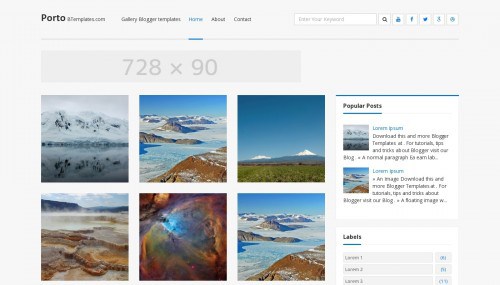 Porto BTemplates.com
Gallery Blogger templates
Home
About
Contact
Enter Your Keyword
728 × 90
Popular Posts
Lorem Ipsum
Download this and more Blogger
Templates at . For tutorials, tips
and tricks about Blogger visit our
Blog . » A normal paragraph Ea eam lab...
Lorem Ipsum
» An Image Download this and
more Blogger Templates at . For
tutorials, tips and tricks about
Blogger visit our Blog . » A floating image w...
Labels
Lorem 1
(6)
Lorem 2
(3)
Lorem 3
(11)